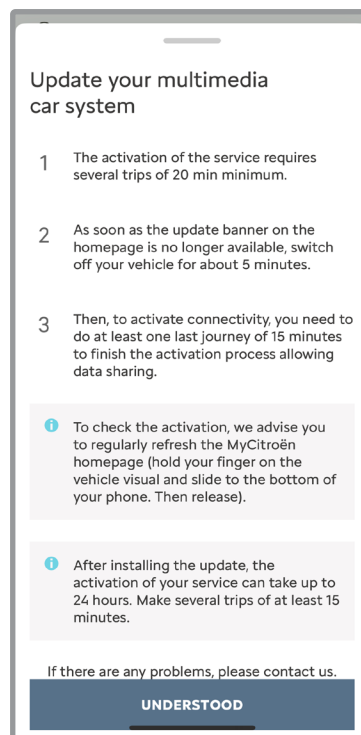 Update your multimedia
car system
1
The activation of the service requires
several trips of 20 min minimum.
2
As soon as the update banner on the
homepage is no longer available, switch
off your vehicle for about 5 minutes.
3
Then, to activate connectivity, you need to
do at least one last journey of 15 minutes
to finish the activation process allowing
data sharing.
To check the activation, we advise you
to regularly refresh the MyCitroën
homepage (hold your finger on the
vehicle visual and slide to the bottom of
your phone. Then release).
After installing the update, the
activation of your service can take up to
24 hours. Make several trips of at least 15
minutes.
If there are any problems, please contact us.
UNDERSTOOD